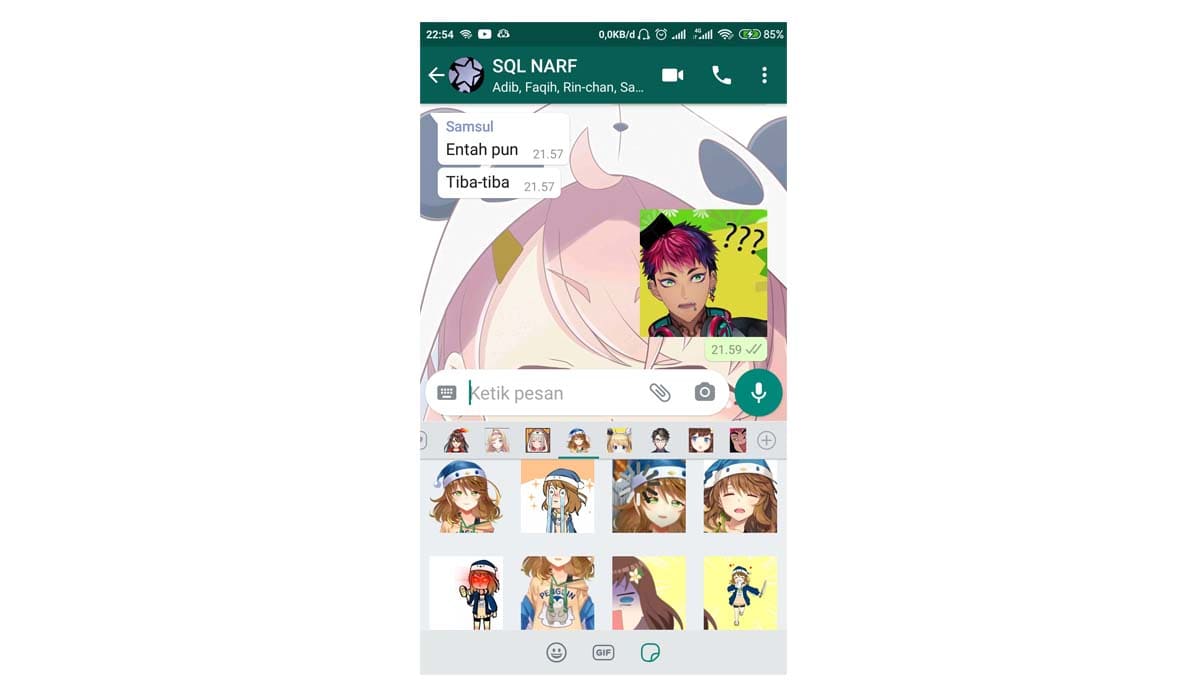 22:54
0,0KB/d
4G
85%
SQL NARF
Adib, Faqih, Rin-chan, Sa...
Samsul
Entah pun 21.57
Tiba-tiba 21.57
???
21.59
Ketik pesan
PENGUIN
GIF